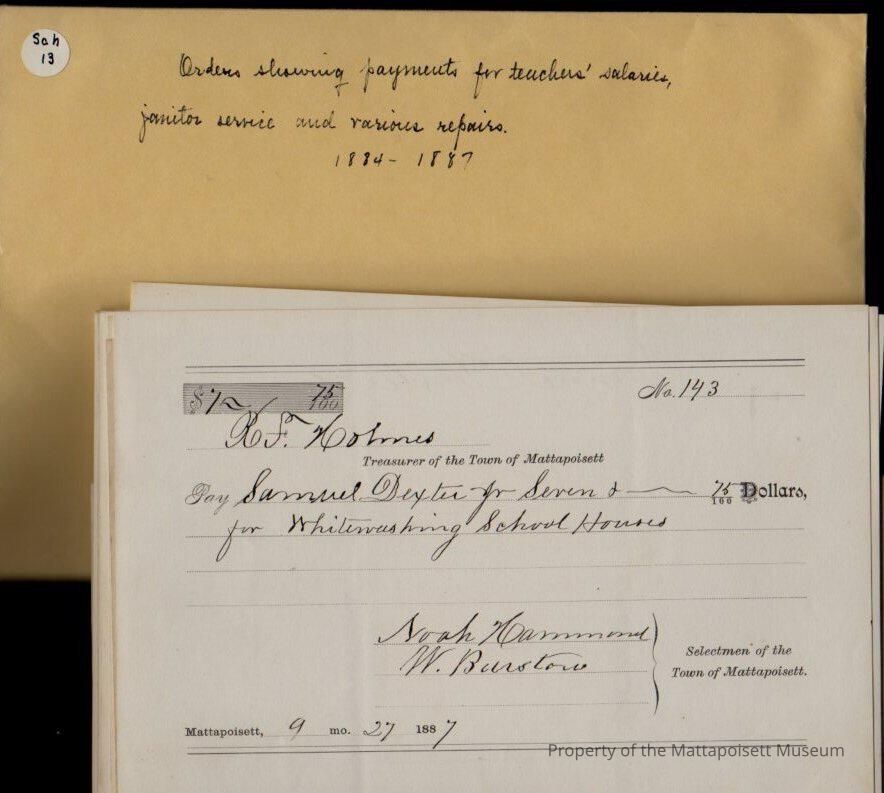 Sch
13
Orders showing payments for teachers' salaries,
janitor service and various repairs.
1884 - 1887
$7 75/100
No. 143
R. F. Holmes
Treasurer of the Town of Mattapoisett
Pay Samuel Dexter Jr Seven & 75/100 Dollars,
for Whitewashing School Houses
Noah Hammond
W. Barstow
Selectmen of the
Town of Mattapoisett.
Mattapoisett, 9 mo. 27 1887
Property of the Mattapoisett Museum